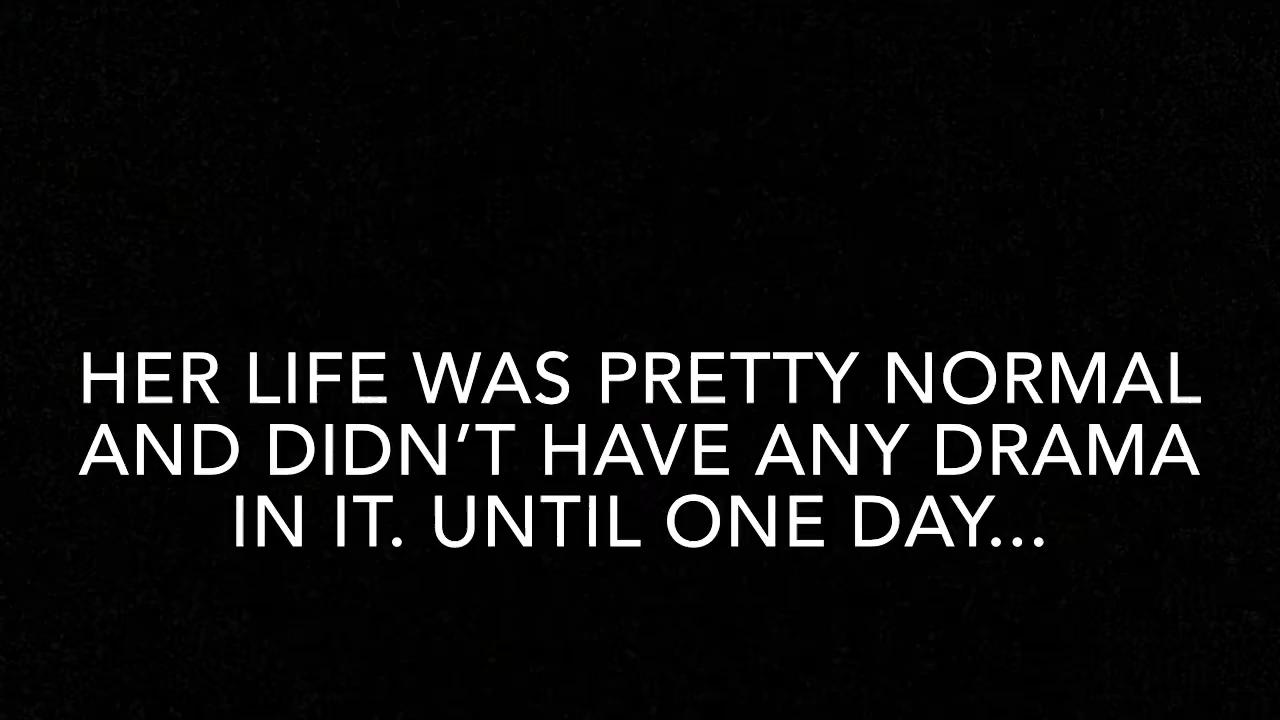 HER LIFE WAS PRETTY NORMAL
AND DIDN’T HAVE ANY DRAMA
IN IT. UNTIL ONE DAY...